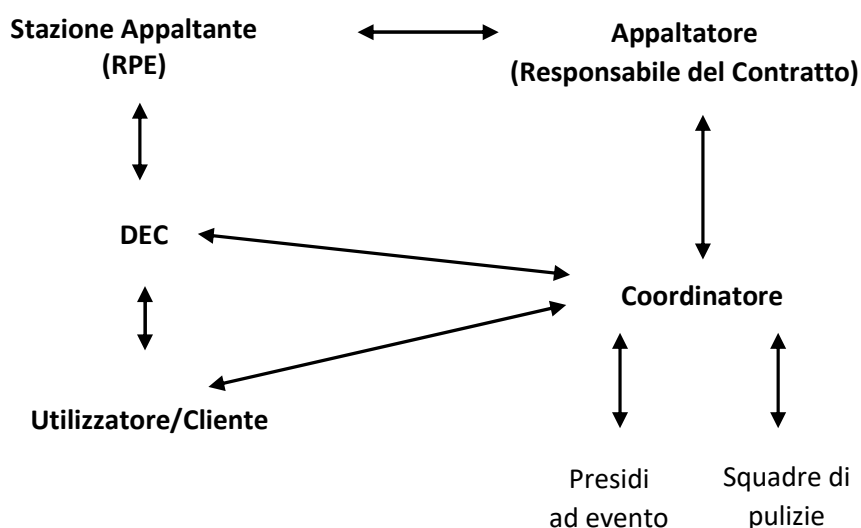 Stazione Appaltante
(RPE)
Appaltatore
(Responsabile del Contratto)
DEC
Coordinatore
Utilizzatore/Cliente
Presidi
ad evento
Squadre di
pulizie